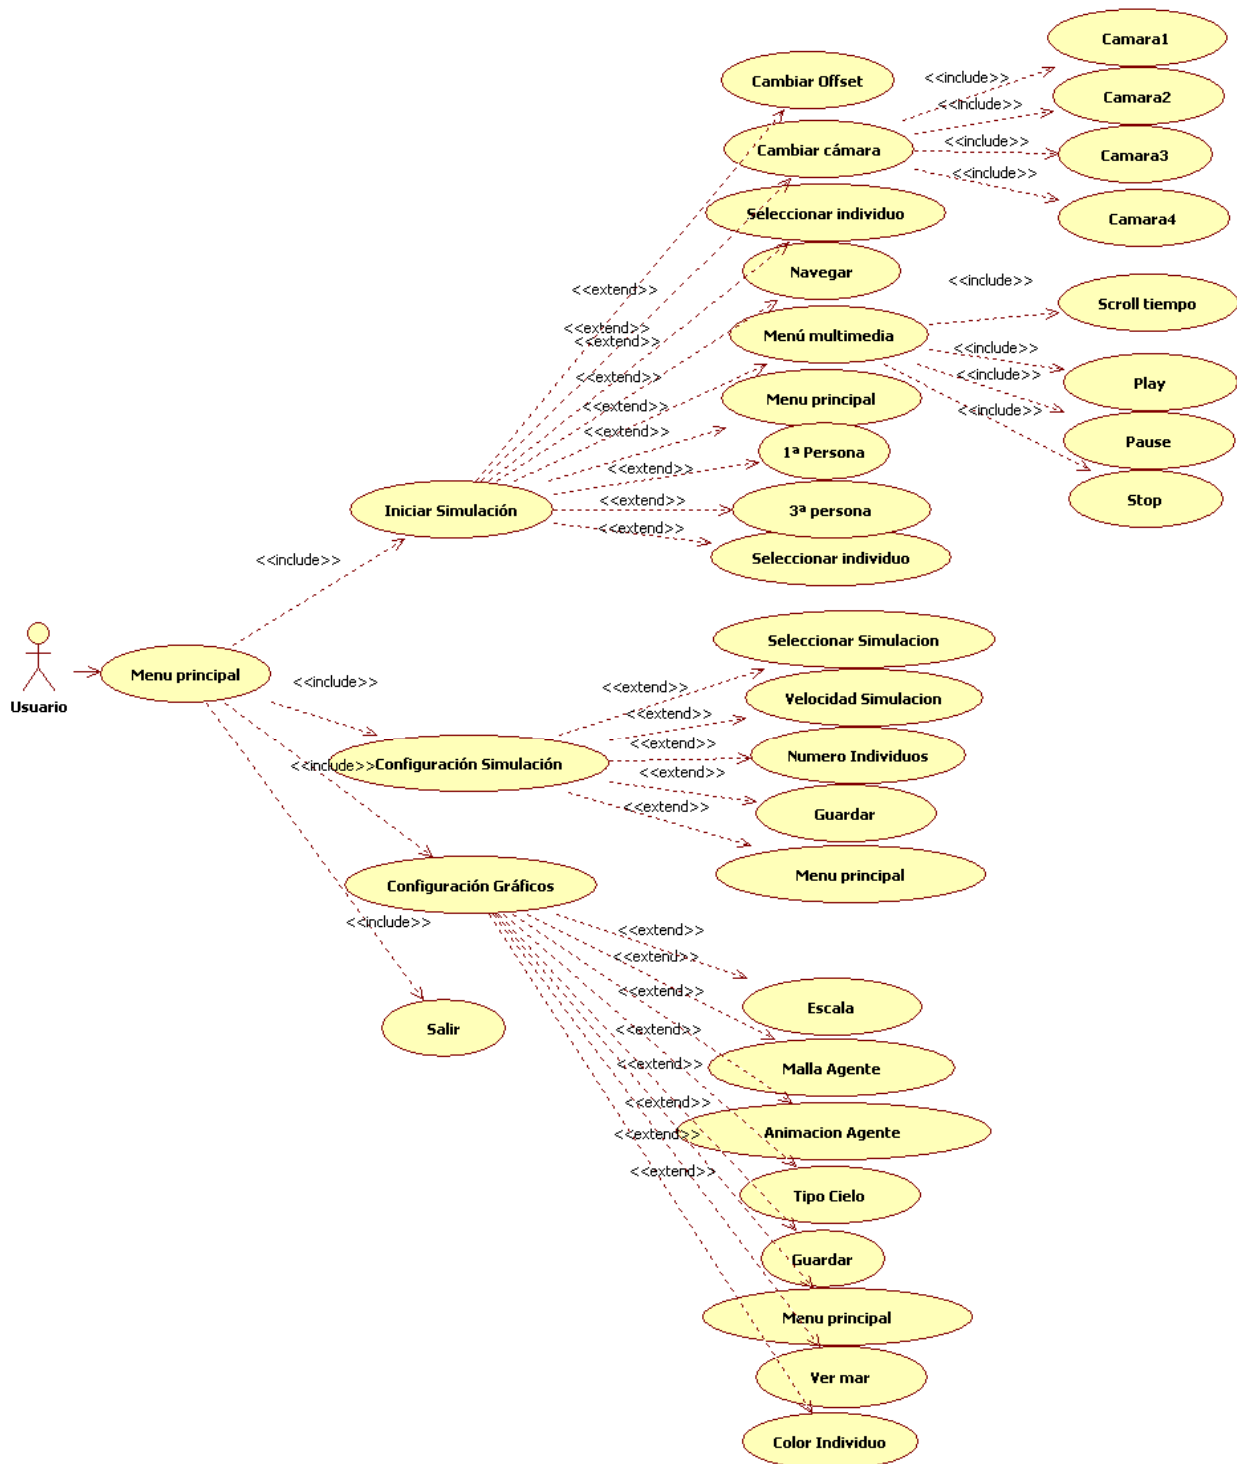 Camara1
Cambiar Offset
<<include>>
Camara2
<<include>>
Cambiar cámara
<<include>>
Camara3
<<include>>
Seleccionar individuo
Camara4
Navegar
<<include>>
<<extend>>
Scroll tiempo
<<extend>>
Menú multimedia
<<extend>>
<<include>>
<<extend>>
<<include>>
Play
Menu principal
<<extend>>
<<include>>
<<extend>>
Pause
1ª Persona
<<extend>>
<<extend>>
Stop
Iniciar Simulación
3ª persona
<<extend>>
<<include>>
Seleccionar individuo
Seleccionar Simulacion
Menu principal
<<include>>
<<extend>>
Usuario
Velocidad Simulacion
<<extend>>
<<extend>>
Numero Individuos
Configuración Simulación
<<include>>
<<extend>>
<<extend>>
Guardar
Menu principal
Configuración Gráficos
<<include>>
<<extend>>
<<extend>>
<<extend>>
Escala
Salir
<<extend>>
<<extend>>
Malla Agente
<<extend>>
Animacion Agente
<<extend>>
<<extend>>
Tipo Cielo
Guardar
Menu principal
Ver mar
Color Individuo